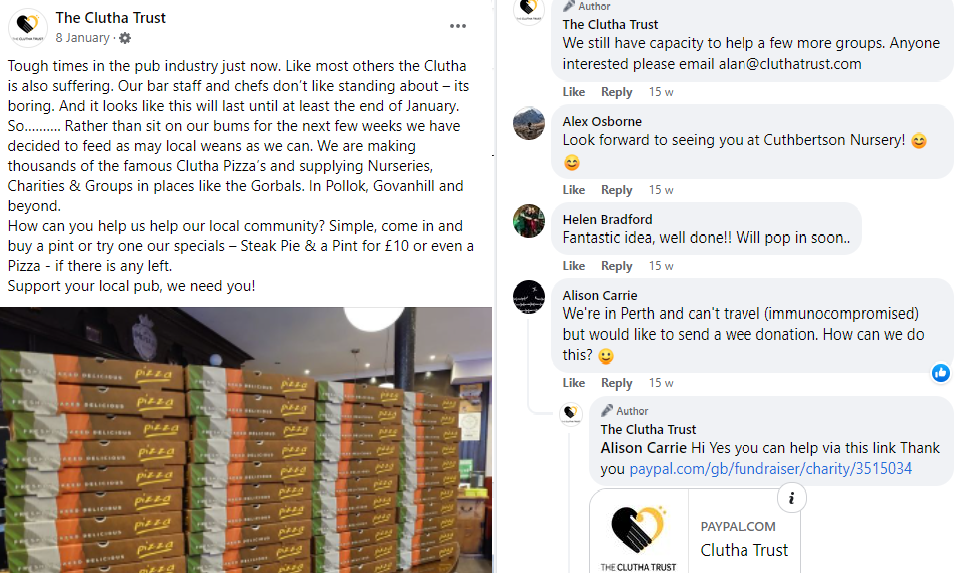 The Clutha Trust
8 January ·
THE CLUTHA TRUST
Tough times in the pub industry just now. Like most others the Clutha
is also suffering. Our bar staff and chefs don't like standing about – its
boring. And it looks like this will last until at least the end of January.
So.......... Rather than sit on our bums for the next few weeks we have
decided to feed as may local weans as we can. We are making
thousands of the famous Clutha Pizza's and supplying Nurseries,
Charities & Groups in places like the Gorbals. In Pollok, Govanhill and
beyond.
How can you help us help our local community? Simple, come in and
buy a pint or try one our specials – Steak Pie & a Pint for £10 or even a
Pizza - if there is any left.
Support your local pub, we need you!
FRESH BAKED DELICIOUS pizza
Author
The Clutha Trust
We still have capacity to help a few more groups. Anyone
interested please email alan@cluthatrust.com
Like Reply 15 w
Alex Osborne
Look forward to seeing you at Cuthbertson Nursery! 😊
😊
Like Reply 15 w
Helen Bradford
Fantastic idea, well done!! Will pop in soon..
Like Reply 15 w
Alison Carrie
We're in Perth and can't travel (immunocompromised)
but would like to send a wee donation. How can we do
this? 🙂
Like Reply 15 w
Author
The Clutha Trust
Alison Carrie Hi Yes you can help via this link Thank
you paypal.com/gb/fundraiser/charity/3515034
THE CLUTHA TRUST
PAYPAL.COM
Clutha Trust